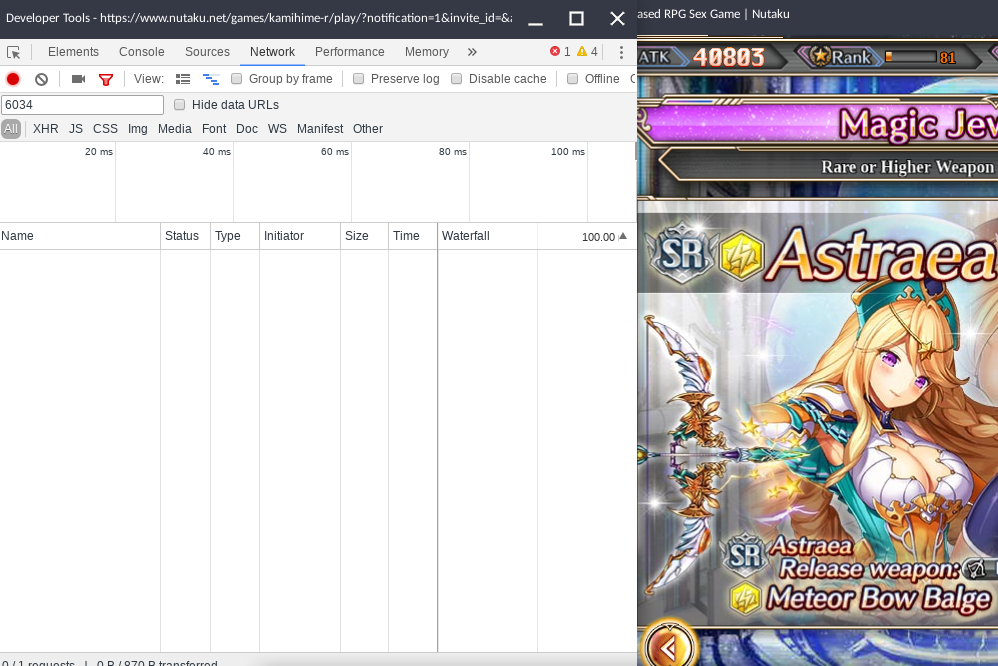 Developer Tools - https://www.nutaku.net/games/kamihime-r/play/?notification=1&invite_id=&
ased RPG Sex Game | Nutaku
Elements Console Sources Network Performance Memory » 1 4
View: Group by frame Preserve log Disable cache Offline
6034 Hide data URLs
All XHR JS CSS Img Media Font Doc WS Manifest Other
20 ms 40 ms 60 ms 80 ms 100 ms
Name Status Type Initiator Size Time Waterfall 100.00
0 / 1 requests | 0 B / 870 B transferred
ATK 40803 Rank 81
Magic Jew
Rare or Higher Weapon
SR Astraea
SR Astraea
Release weapon:
Meteor Bow Balge